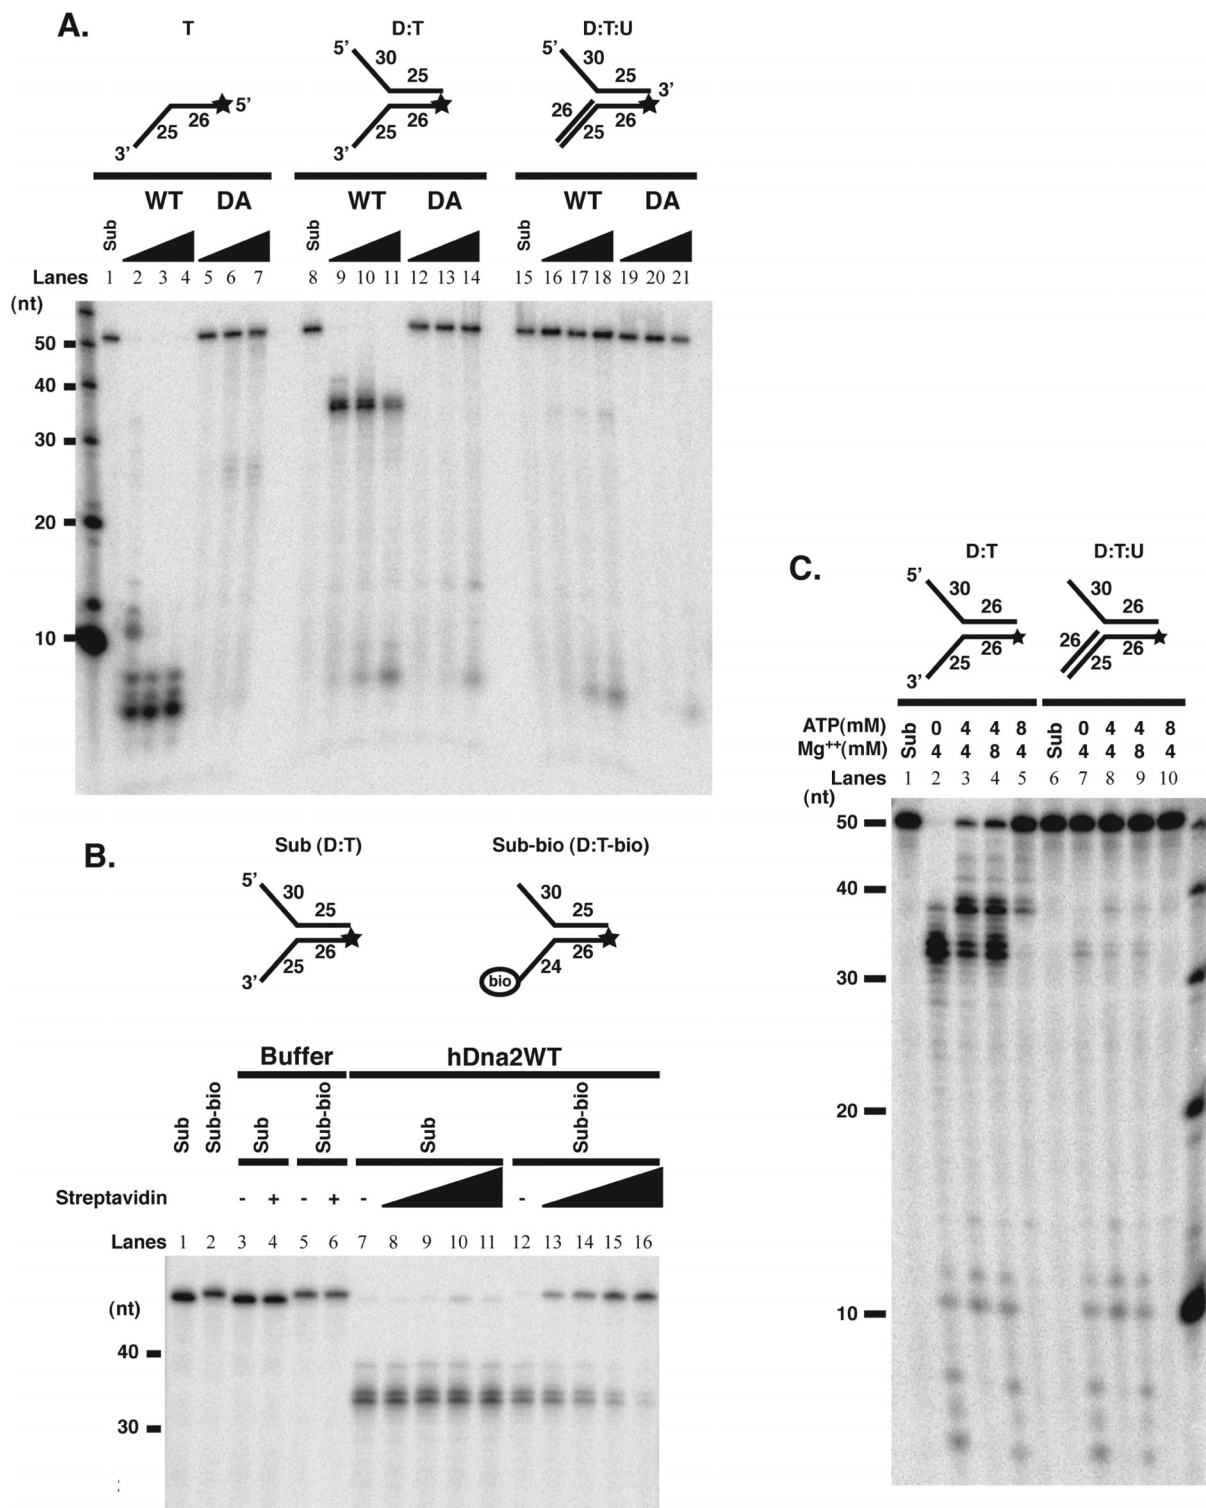 A.
T
D:T
D:T:U
5'
30
25
5'
30
25
3'
5'
25
26
3'
25
26
3'
26
25
26
WT
DA
WT
DA
WT
DA
Sub
Sub
Sub
Lanes 1 2 3 4 5 6 7 8 9 10 11 12 13 14 15 16 17 18 19 20 21
(nt)
50
40
30
20
10
B.
Sub (D:T)
Sub-bio (D:T-bio)
5'
30
25
30
25
3'
25
26
bio
24
26
Buffer
hDna2WT
Sub
Sub-bio
Sub
Sub-bio
Sub
Sub-bio
Streptavidin - + - + - -
Lanes 1 2 3 4 5 6 7 8 9 10 11 12 13 14 15 16
(nt)
40
30
C.
D:T
D:T:U
5'
30
26
30
26
3'
25
26
26
25
26
ATP(mM) 0 4 4 8 0 4 4 8
Mg++(mM) 4 4 8 4 4 4 8 4
Sub
Sub
Lanes 1 2 3 4 5 6 7 8 9 10
(nt)
50
40
30
20
10